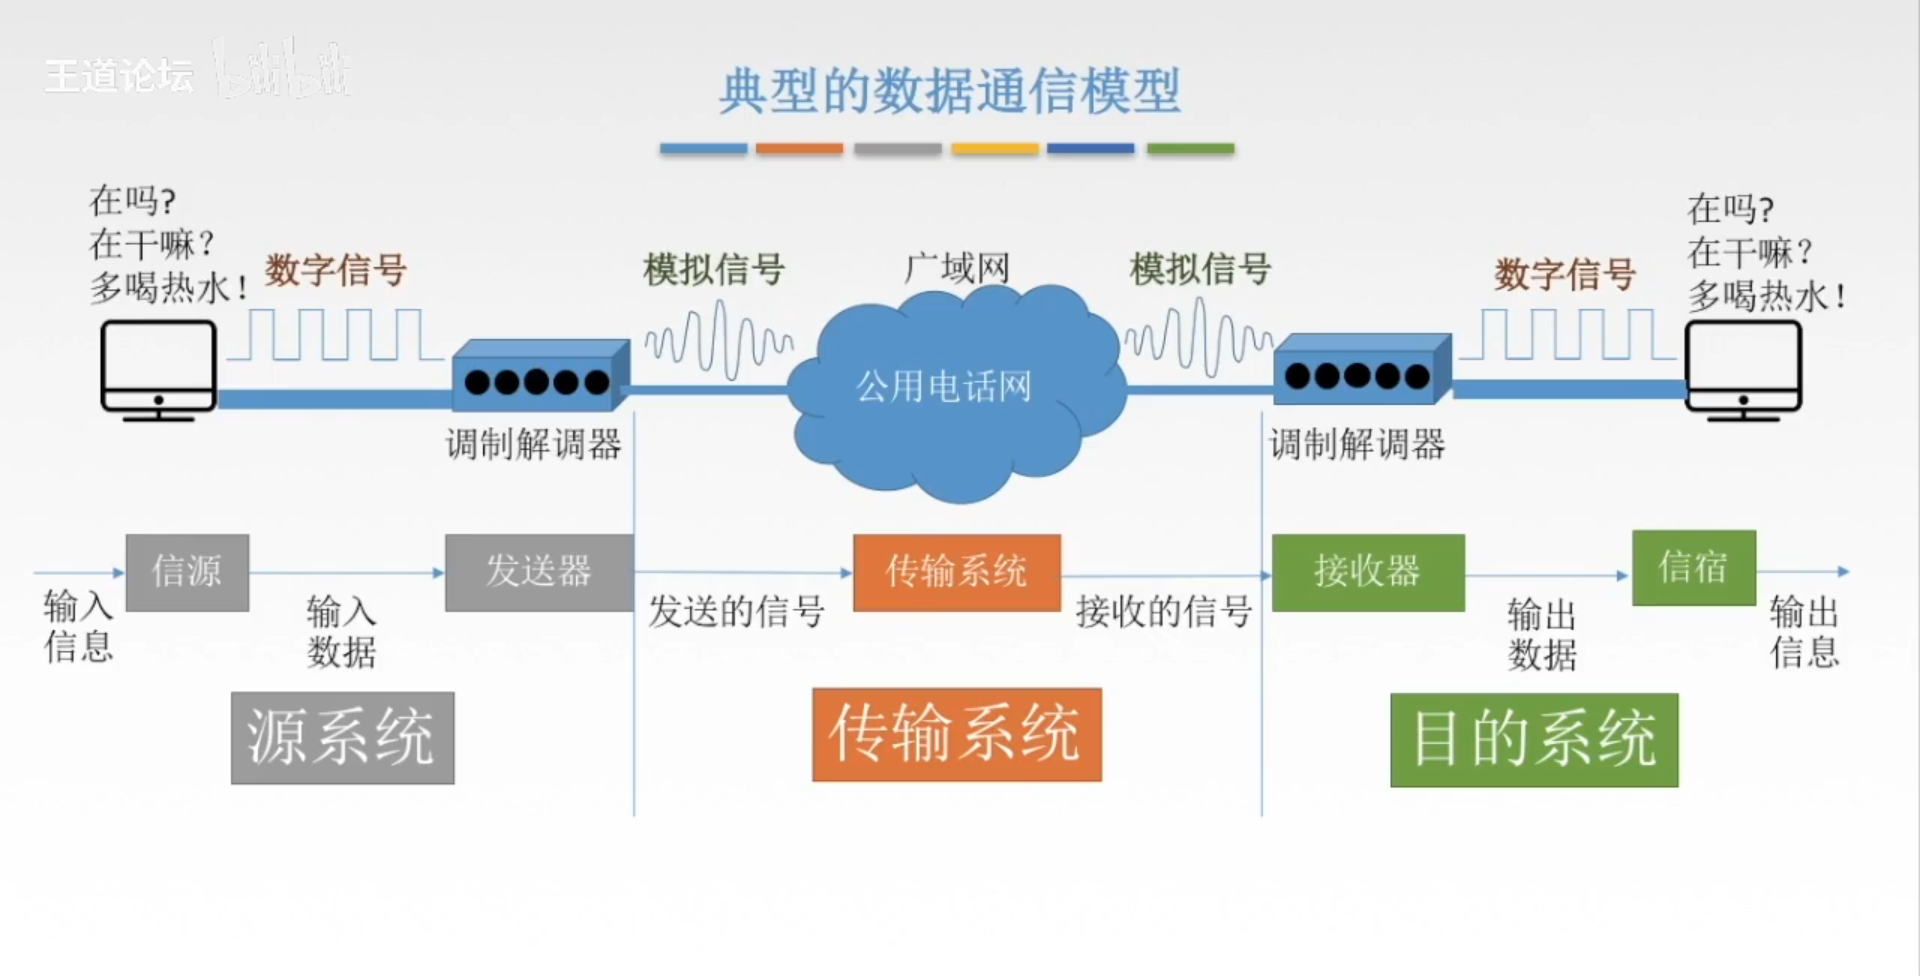 王道论坛 bilibili
典型的数据通信模型
在吗?
在干嘛?
多喝热水!
数字信号
模拟信号
广域网
模拟信号
数字信号
在吗?
在干嘛?
多喝热水!
公用电话网
调制解调器
调制解调器
信源
发送器
传输系统
接收器
信宿
输入
信息
输入
数据
发送的信号
接收的信号
输出
数据
输出
信息
源系统
传输系统
目的系统